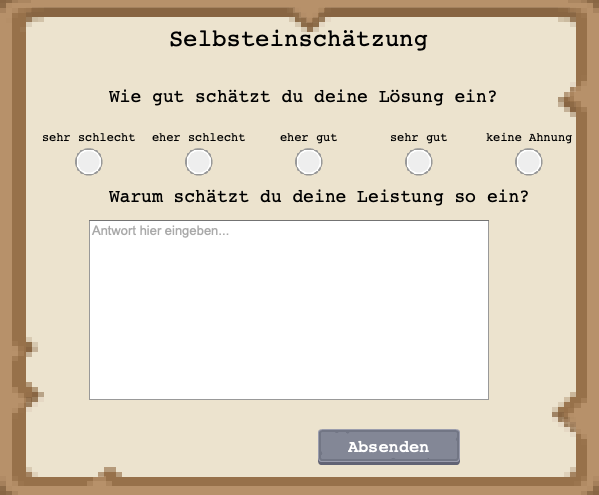 Selbsteinschätzung
Wie gut schätzt du deine Lösung ein?
sehr schlecht eher schlecht eher gut sehr gut keine Ahnung
Warum schätzt du deine Leistung so ein?
Antwort hier eingeben...
Absenden